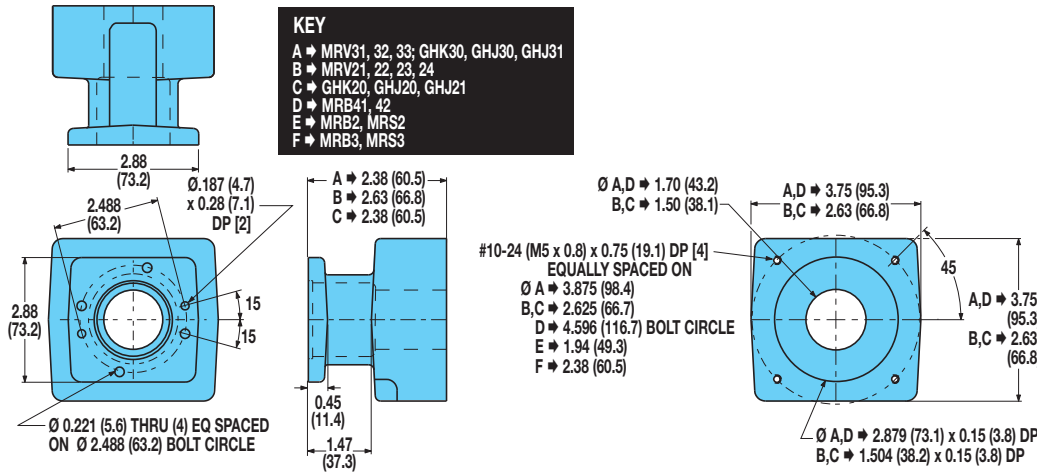 KEY
A ➧ MRV31, 32, 33; GHK30, GHJ30, GHJ31
B ➧ MRV21, 22, 23, 24
C ➧ GHK20, GHJ20, GHJ21
D ➧ MRB41, 42
E ➧ MRB2, MRS2
F ➧ MRB3, MRS3
2.88
(73.2)
2.488
(63.2)
Ø.187 (4.7)
x 0.28 (7.1)
DP [2]
2.88
(73.2)
15
15
Ø 0.221 (5.6) THRU (4) EQ SPACED
ON Ø 2.488 (63.2) BOLT CIRCLE
A ➧ 2.38 (60.5)
B ➧ 2.63 (66.8)
C ➧ 2.38 (60.5)
0.45
(11.4)
1.47
(37.3)
Ø A,D ➧ 1.70 (43.2)
B,C ➧ 1.50 (38.1)
A,D ➧ 3.75 (95.3)
B,C ➧ 2.63 (66.8)
#10-24 (M5 x 0.8) x 0.75 (19.1) DP [4]
EQUALLY SPACED ON
Ø A ➧ 3.875 (98.4)
B,C ➧ 2.625 (66.7)
D ➧ 4.596 (116.7) BOLT CIRCLE
E ➧ 1.94 (49.3)
F ➧ 2.38 (60.5)
45
A,D ➧ 3.75
(95.3
B,C ➧ 2.63
(66.8
Ø A,D ➧ 2.879 (73.1) x 0.15 (3.8) DP
B,C ➧ 1.504 (38.2) x 0.15 (3.8) DP